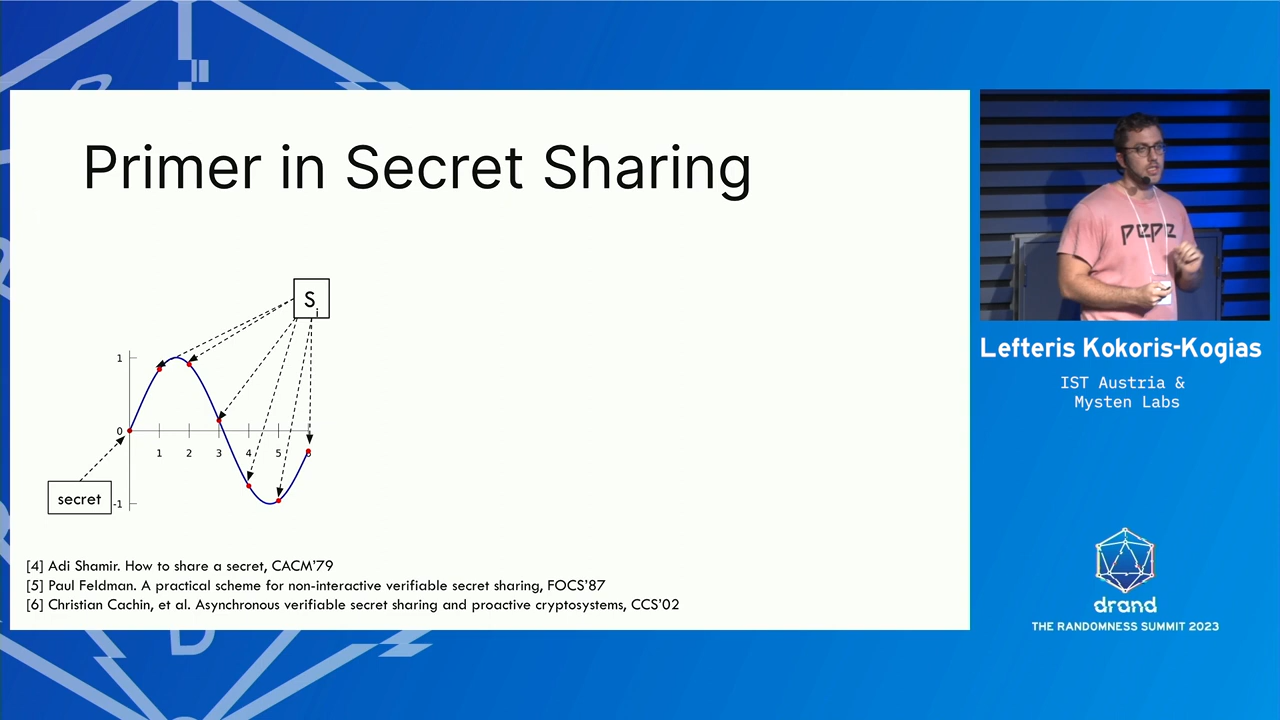 Primer in Secret Sharing
S
i
1
0
1
2
3
4
5
-1
secret
[4] Adi Shamir. How to share a secret, CACM'79
[5] Paul Feldman. A practical scheme for non-interactive verifiable secret sharing, FOCS'87
[6] Christian Cachin, et al. Asynchronous verifiable secret sharing and proactive cryptosystems, CCS'02
pepe
Lefteris Kokoris-Kogias
IST Austria &
Mysten Labs
drand
THE RANDOMNESS SUMMIT 2023